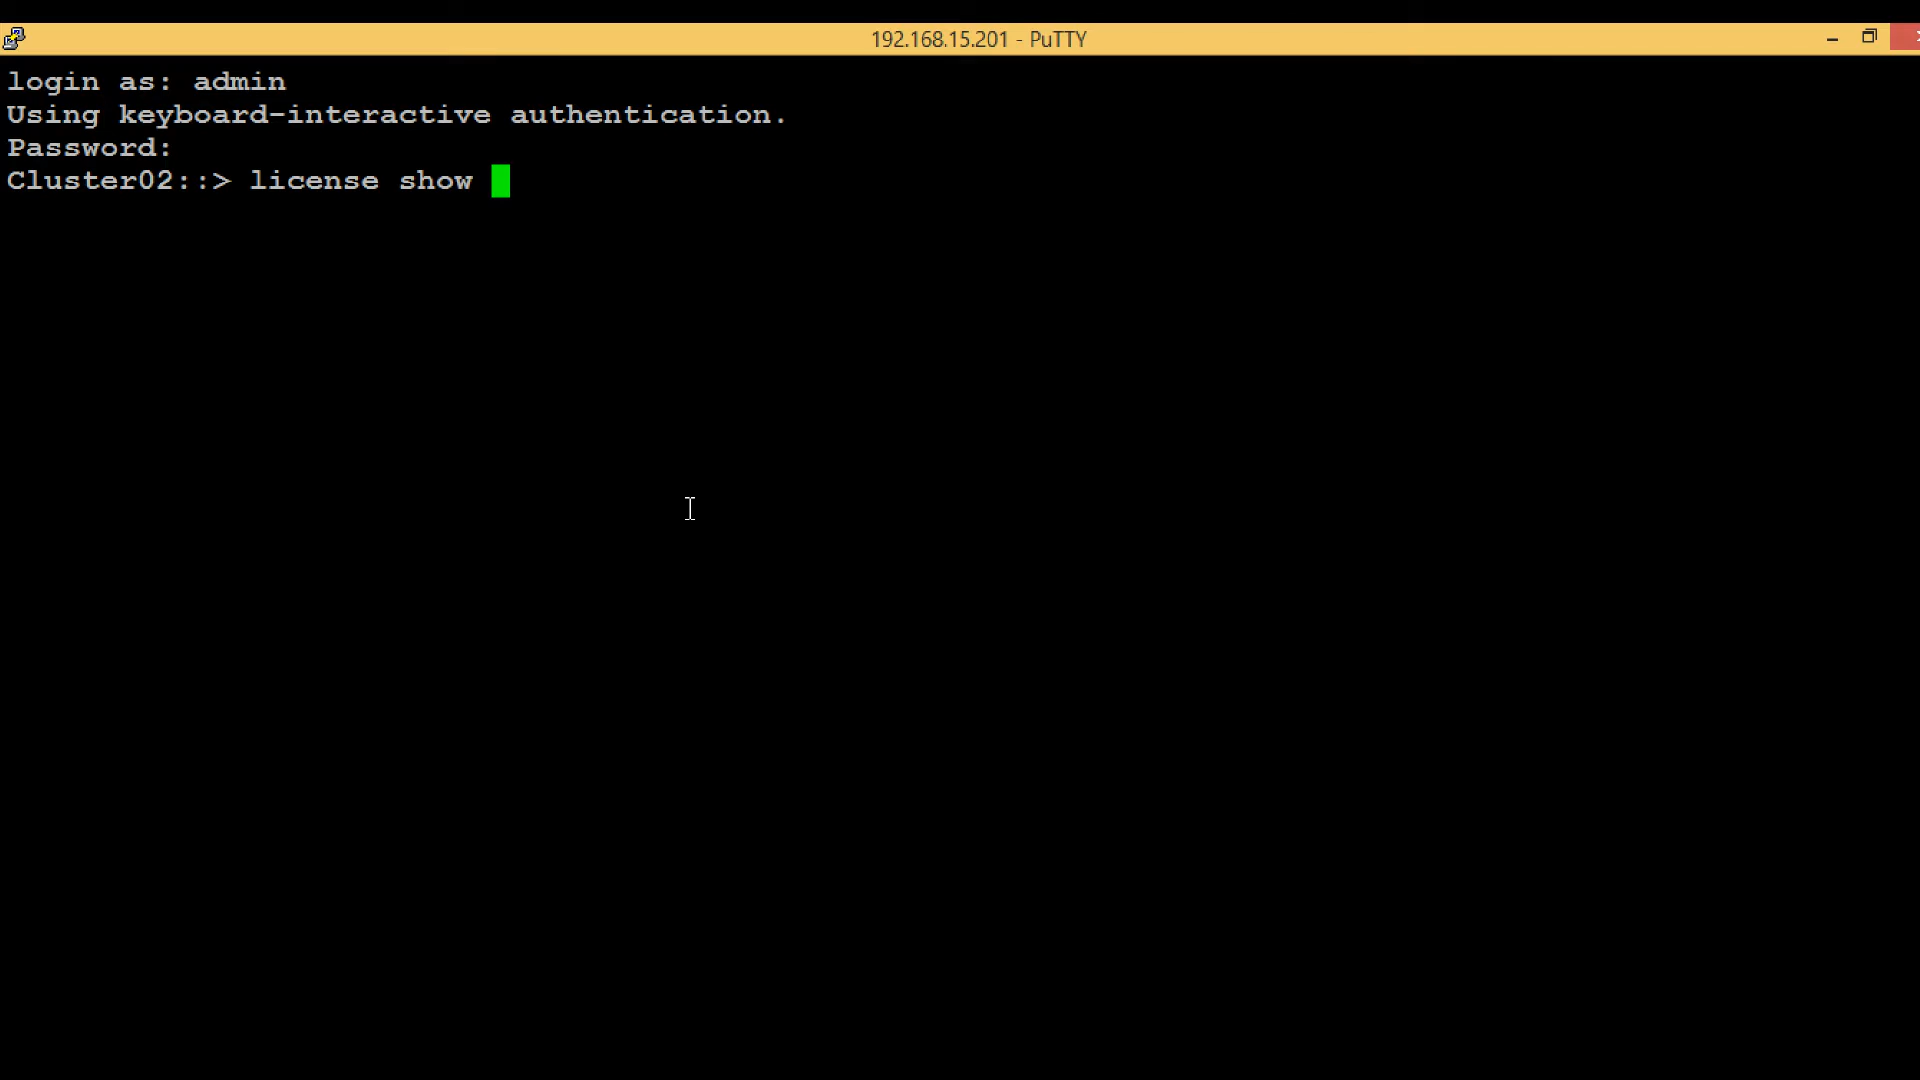 192.168.15.201 - PuTTY
login as: admin
Using keyboard-interactive authentication.
Password:
Cluster02::> license show